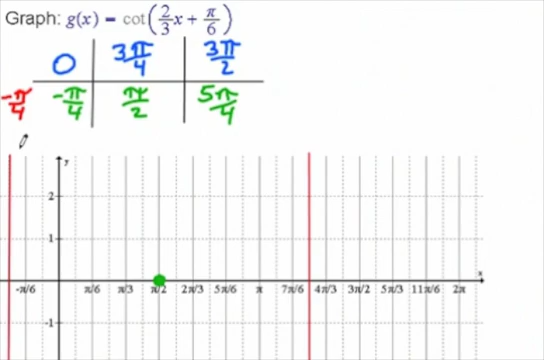 Graph: g(x) = cot(2/3 x + π/6)
0 3π/4 3π/2
-π/4 -π/4 π/2 5π/4
y
2
1
x
-π/6 π/6 π/3 π/2 2π/3 5π/6 π 7π/6 4π/3 3π/2 5π/3 11π/6 2π
-1